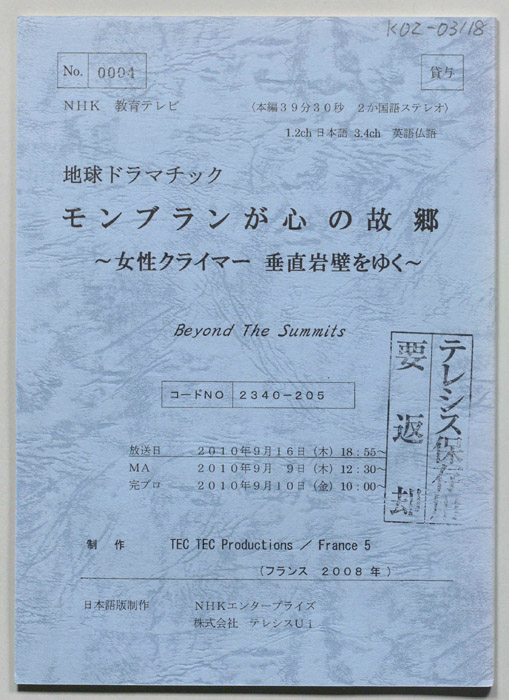 K02-03118
No. 0004
貸与
NHK 教育テレビ
（本編39分30秒 2か国語ステレオ）
1.2ch 日本語 3.4ch 英語仏語
地球ドラマチック
モンブランが心の故郷
～女性クライマー 垂直岩壁をゆく～
Beyond The Summits
コードNO 2340-205
テレシス保存用
要返却
放送日 2010年9月16日（木）18：55～
MA 2010年9月 9日（木）12：30～
完プロ 2010年9月10日（金）10：00～
制作 TEC TEC Productions ／ France 5
（フランス 2008年）
日本語版制作 NHKエンタープライズ
株式会社 テレシスUi